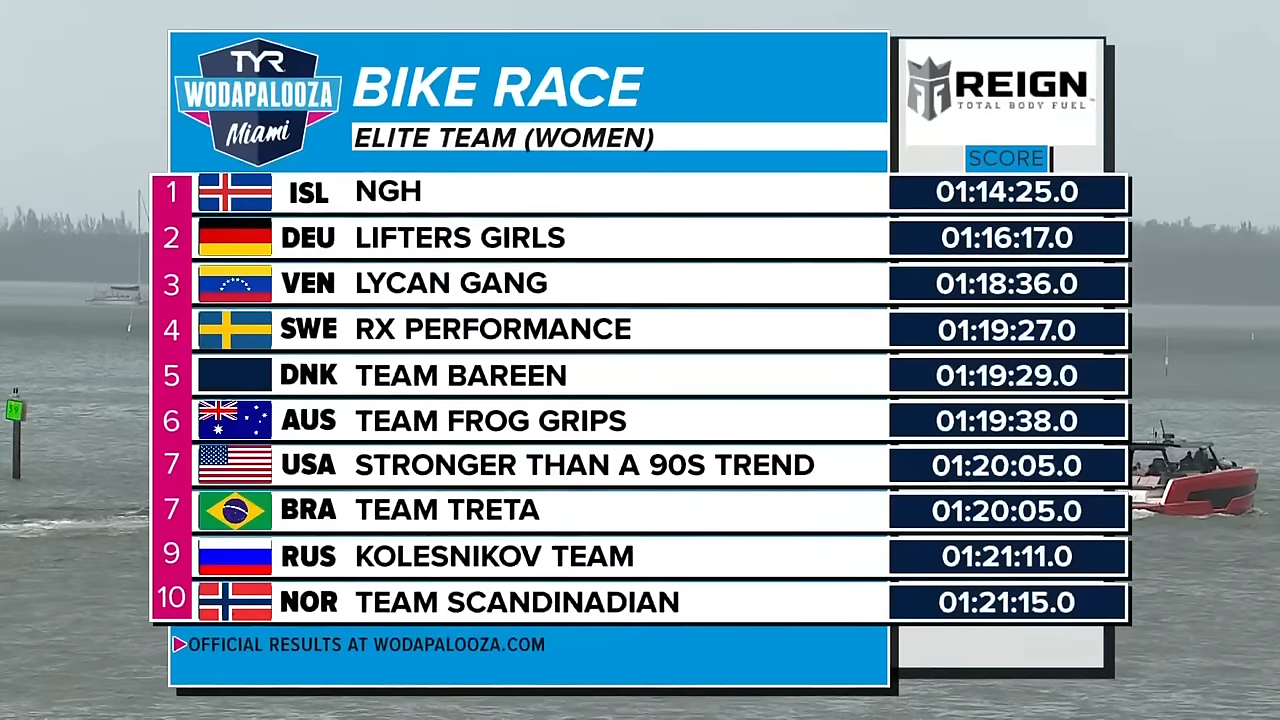 TYR
WODAPALOOZA
Miami
BIKE RACE
ELITE TEAM (WOMEN)
REIGN
TOTAL BODY FUEL™
SCORE
1 ISL NGH 01:14:25.0
2 DEU LIFTERS GIRLS 01:16:17.0
3 VEN LYCAN GANG 01:18:36.0
4 SWE RX PERFORMANCE 01:19:27.0
5 DNK TEAM BAREEN 01:19:29.0
6 AUS TEAM FROG GRIPS 01:19:38.0
7 USA STRONGER THAN A 90S TREND 01:20:05.0
7 BRA TEAM TRETA 01:20:05.0
9 RUS KOLESNIKOV TEAM 01:21:11.0
10 NOR TEAM SCANDINADIAN 01:21:15.0
OFFICIAL RESULTS AT WODAPALOOZA.COM